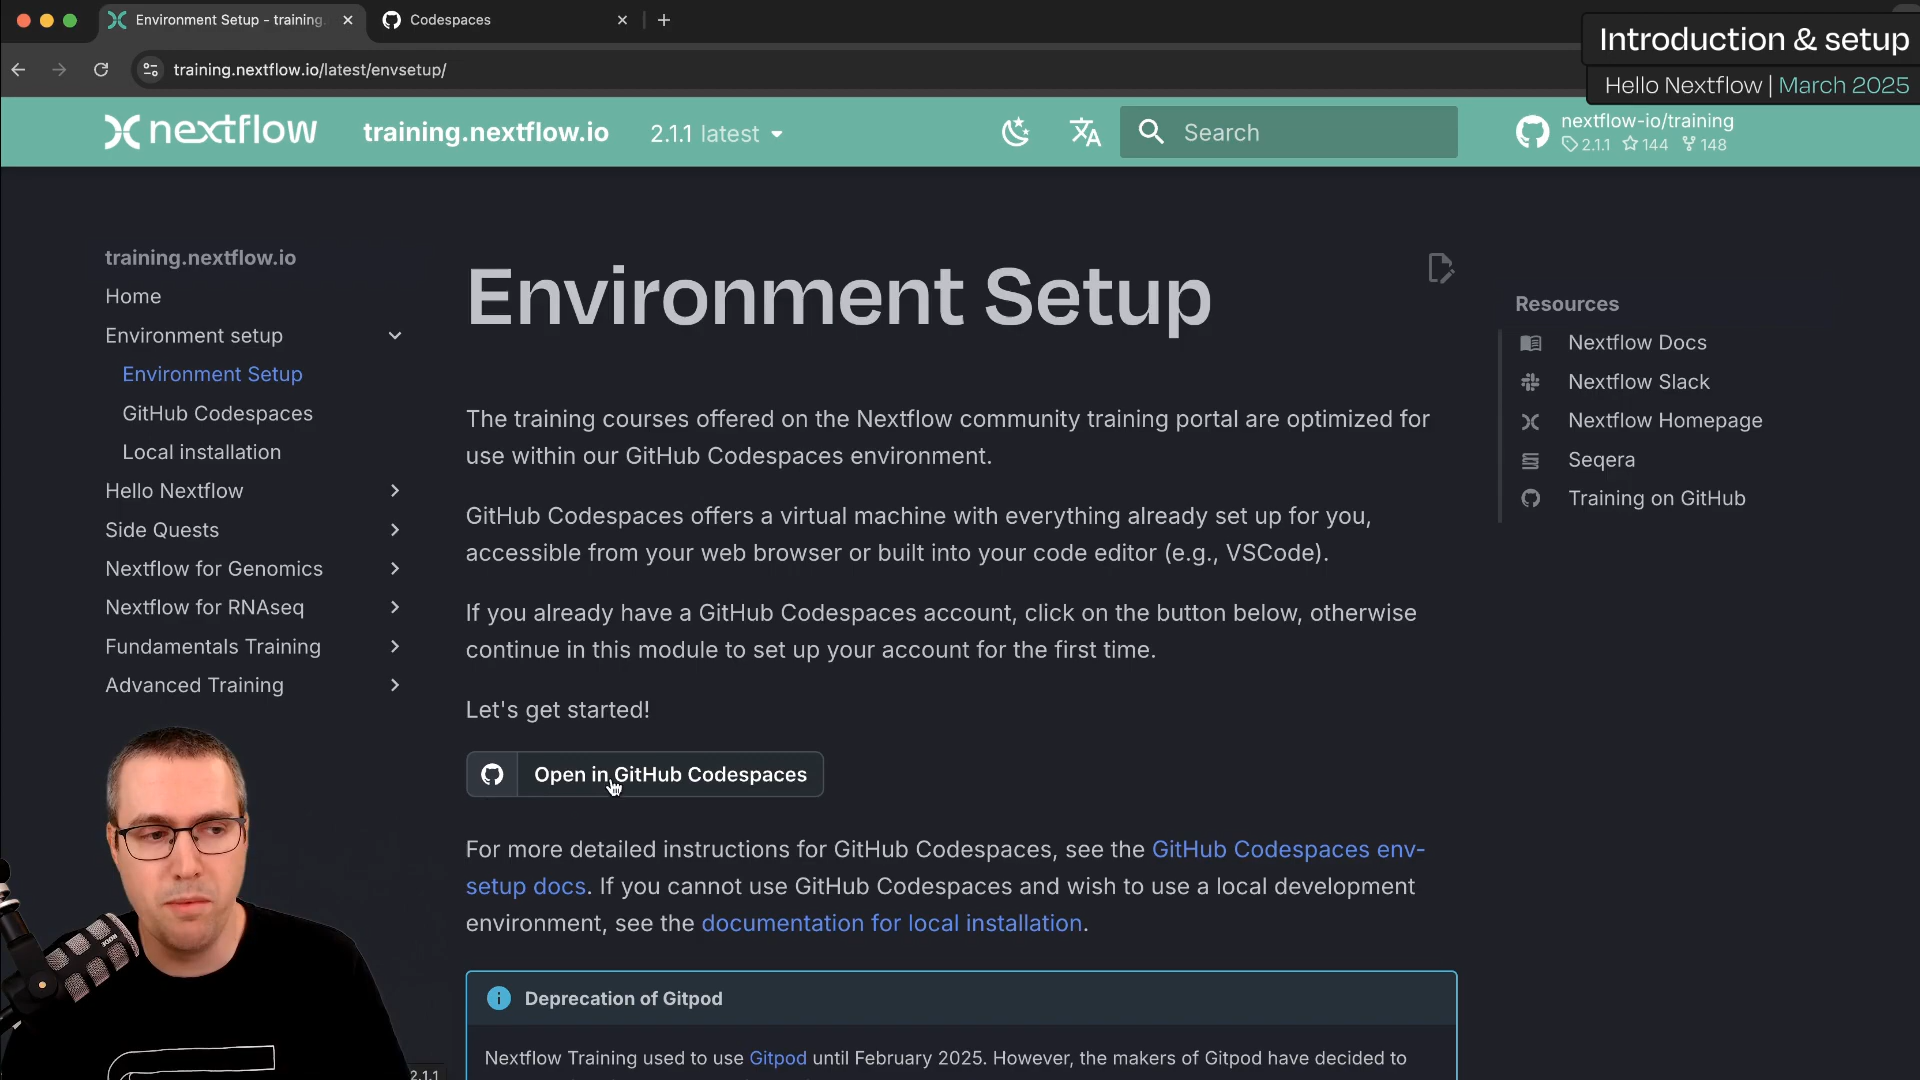 Environment Setup - training.
Codespaces
training.nextflow.io/latest/envsetup/
Introduction & setup
Hello Nextflow | March 2025
nextflow
training.nextflow.io
2.1.1 latest
Search
nextflow-io/training
2.1.1 144 148
training.nextflow.io
Home
Environment setup
Environment Setup
GitHub Codespaces
Local installation
Hello Nextflow
Side Quests
Nextflow for Genomics
Nextflow for RNAseq
Fundamentals Training
Advanced Training
Environment Setup
The training courses offered on the Nextflow community training portal are optimized for
use within our GitHub Codespaces environment.
GitHub Codespaces offers a virtual machine with everything already set up for you,
accessible from your web browser or built into your code editor (e.g., VSCode).
If you already have a GitHub Codespaces account, click on the button below, otherwise
continue in this module to set up your account for the first time.
Let's get started!
Open in GitHub Codespaces
For more detailed instructions for GitHub Codespaces, see the GitHub Codespaces env-
setup docs. If you cannot use GitHub Codespaces and wish to use a local development
environment, see the documentation for local installation.
Deprecation of Gitpod
Nextflow Training used to use Gitpod until February 2025. However, the makers of Gitpod have decided to
Resources
Nextflow Docs
Nextflow Slack
Nextflow Homepage
Seqera
Training on GitHub
RODE
2.1.1